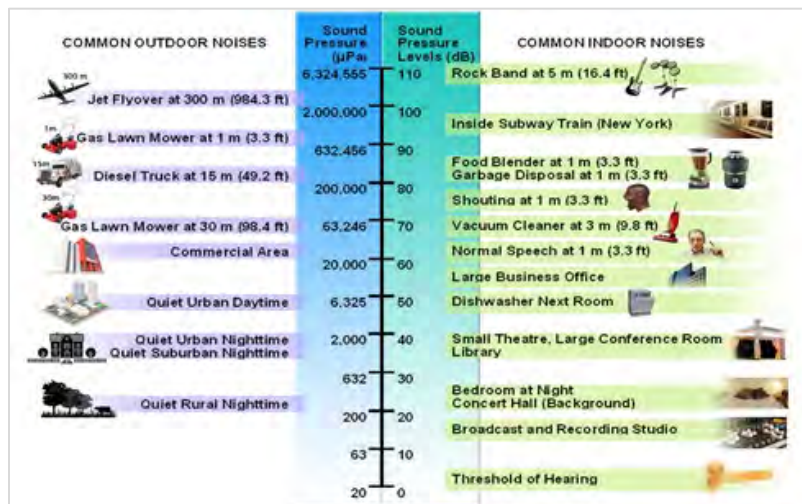 COMMON OUTDOOR NOISES
Sound
Pressure
(µPa)
Sound
Pressure
Levels (dB)
COMMON INDOOR NOISES
300 m
6,324,555
110
Rock Band at 5 m (16.4 ft)
Jet Flyover at 300 m (984.3 ft)
2,000,000
100
1m
Inside Subway Train (New York)
Gas Lawn Mower at 1 m (3.3 ft)
632,456
90
15m
Diesel Truck at 15 m (49.2 ft)
Food Blender at 1 m (3.3 ft)
Garbage Disposal at 1 m (3.3 ft)
200,000
80
30m
Shouting at 1 m (3.3 ft)
Gas Lawn Mower at 30 m (98.4 ft)
63,246
70
Vacuum Cleaner at 3 m (9.8 ft)
Commercial Area
Normal Speech at 1 m (3.3 ft)
20,000
60
Large Business Office
Quiet Urban Daytime
6,325
50
Dishwasher Next Room
Quiet Urban Nighttime
Quiet Suburban Nighttime
2,000
40
Small Theatre, Large Conference Room
Library
632
30
Bedroom at Night
Concert Hall (Background)
Quiet Rural Nighttime
200
20
Broadcast and Recording Studio
63
10
Threshold of Hearing
20
0